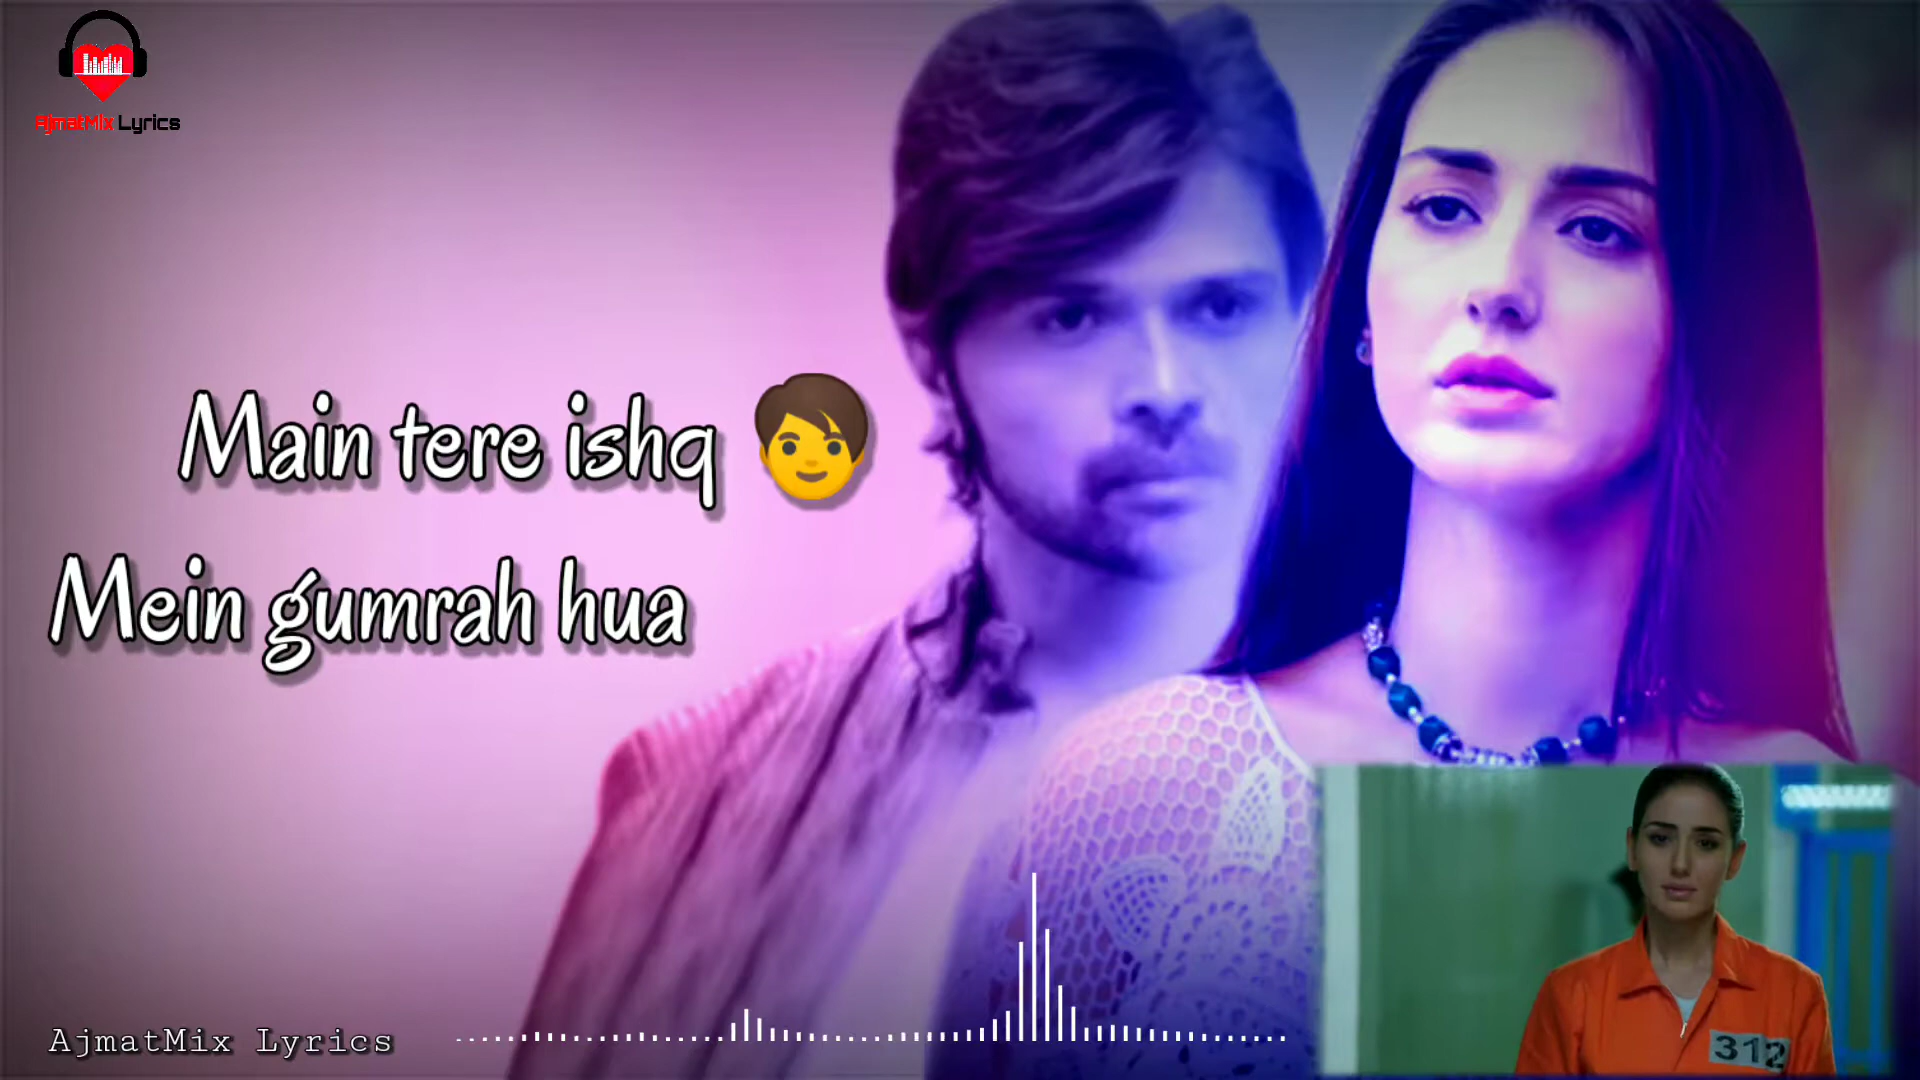 AjmatMix Lyrics
Main tere ishq 🧑
Mein gumrah hua
AjmatMix Lyrics
312